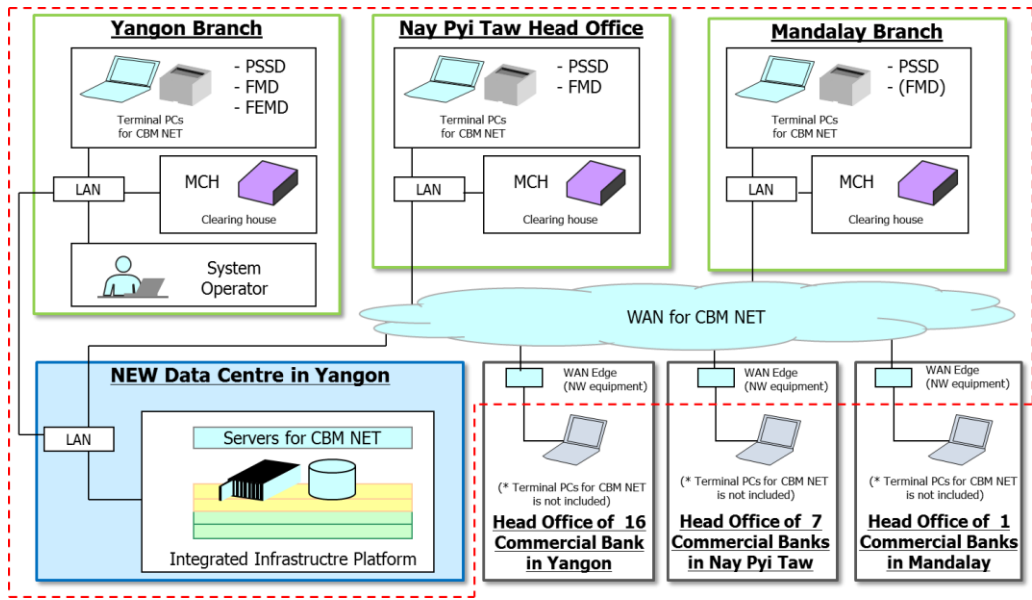 Yangon Branch
- PSSD
- FMD
- FEMD
Terminal PCs
for CBM NET
LAN
MCH
Clearing house
System
Operator
Nay Pyi Taw Head Office
- PSSD
- FMD
Terminal PCs
for CBM NET
LAN
MCH
Clearing house
Mandalay Branch
- PSSD
- (FMD)
Terminal PCs
for CBM NET
LAN
MCH
Clearing house
WAN for CBM NET
NEW Data Centre in Yangon
LAN
Servers for CBM NET
Integrated Infrastructre Platform
WAN Edge
(NW equipment)
(* Terminal PCs for CBM NET
is not included)
Head Office of 16
Commercial Bank
in Yangon
WAN Edge
(NW equipment)
(* Terminal PCs for CBM NET
is not included)
Head Office of 7
Commercial Banks
in Nay Pyi Taw
WAN Edge
(NW equipment)
(* Terminal PCs for CBM NET
is not included)
Head Office of 1
Commercial Banks
in Mandalay